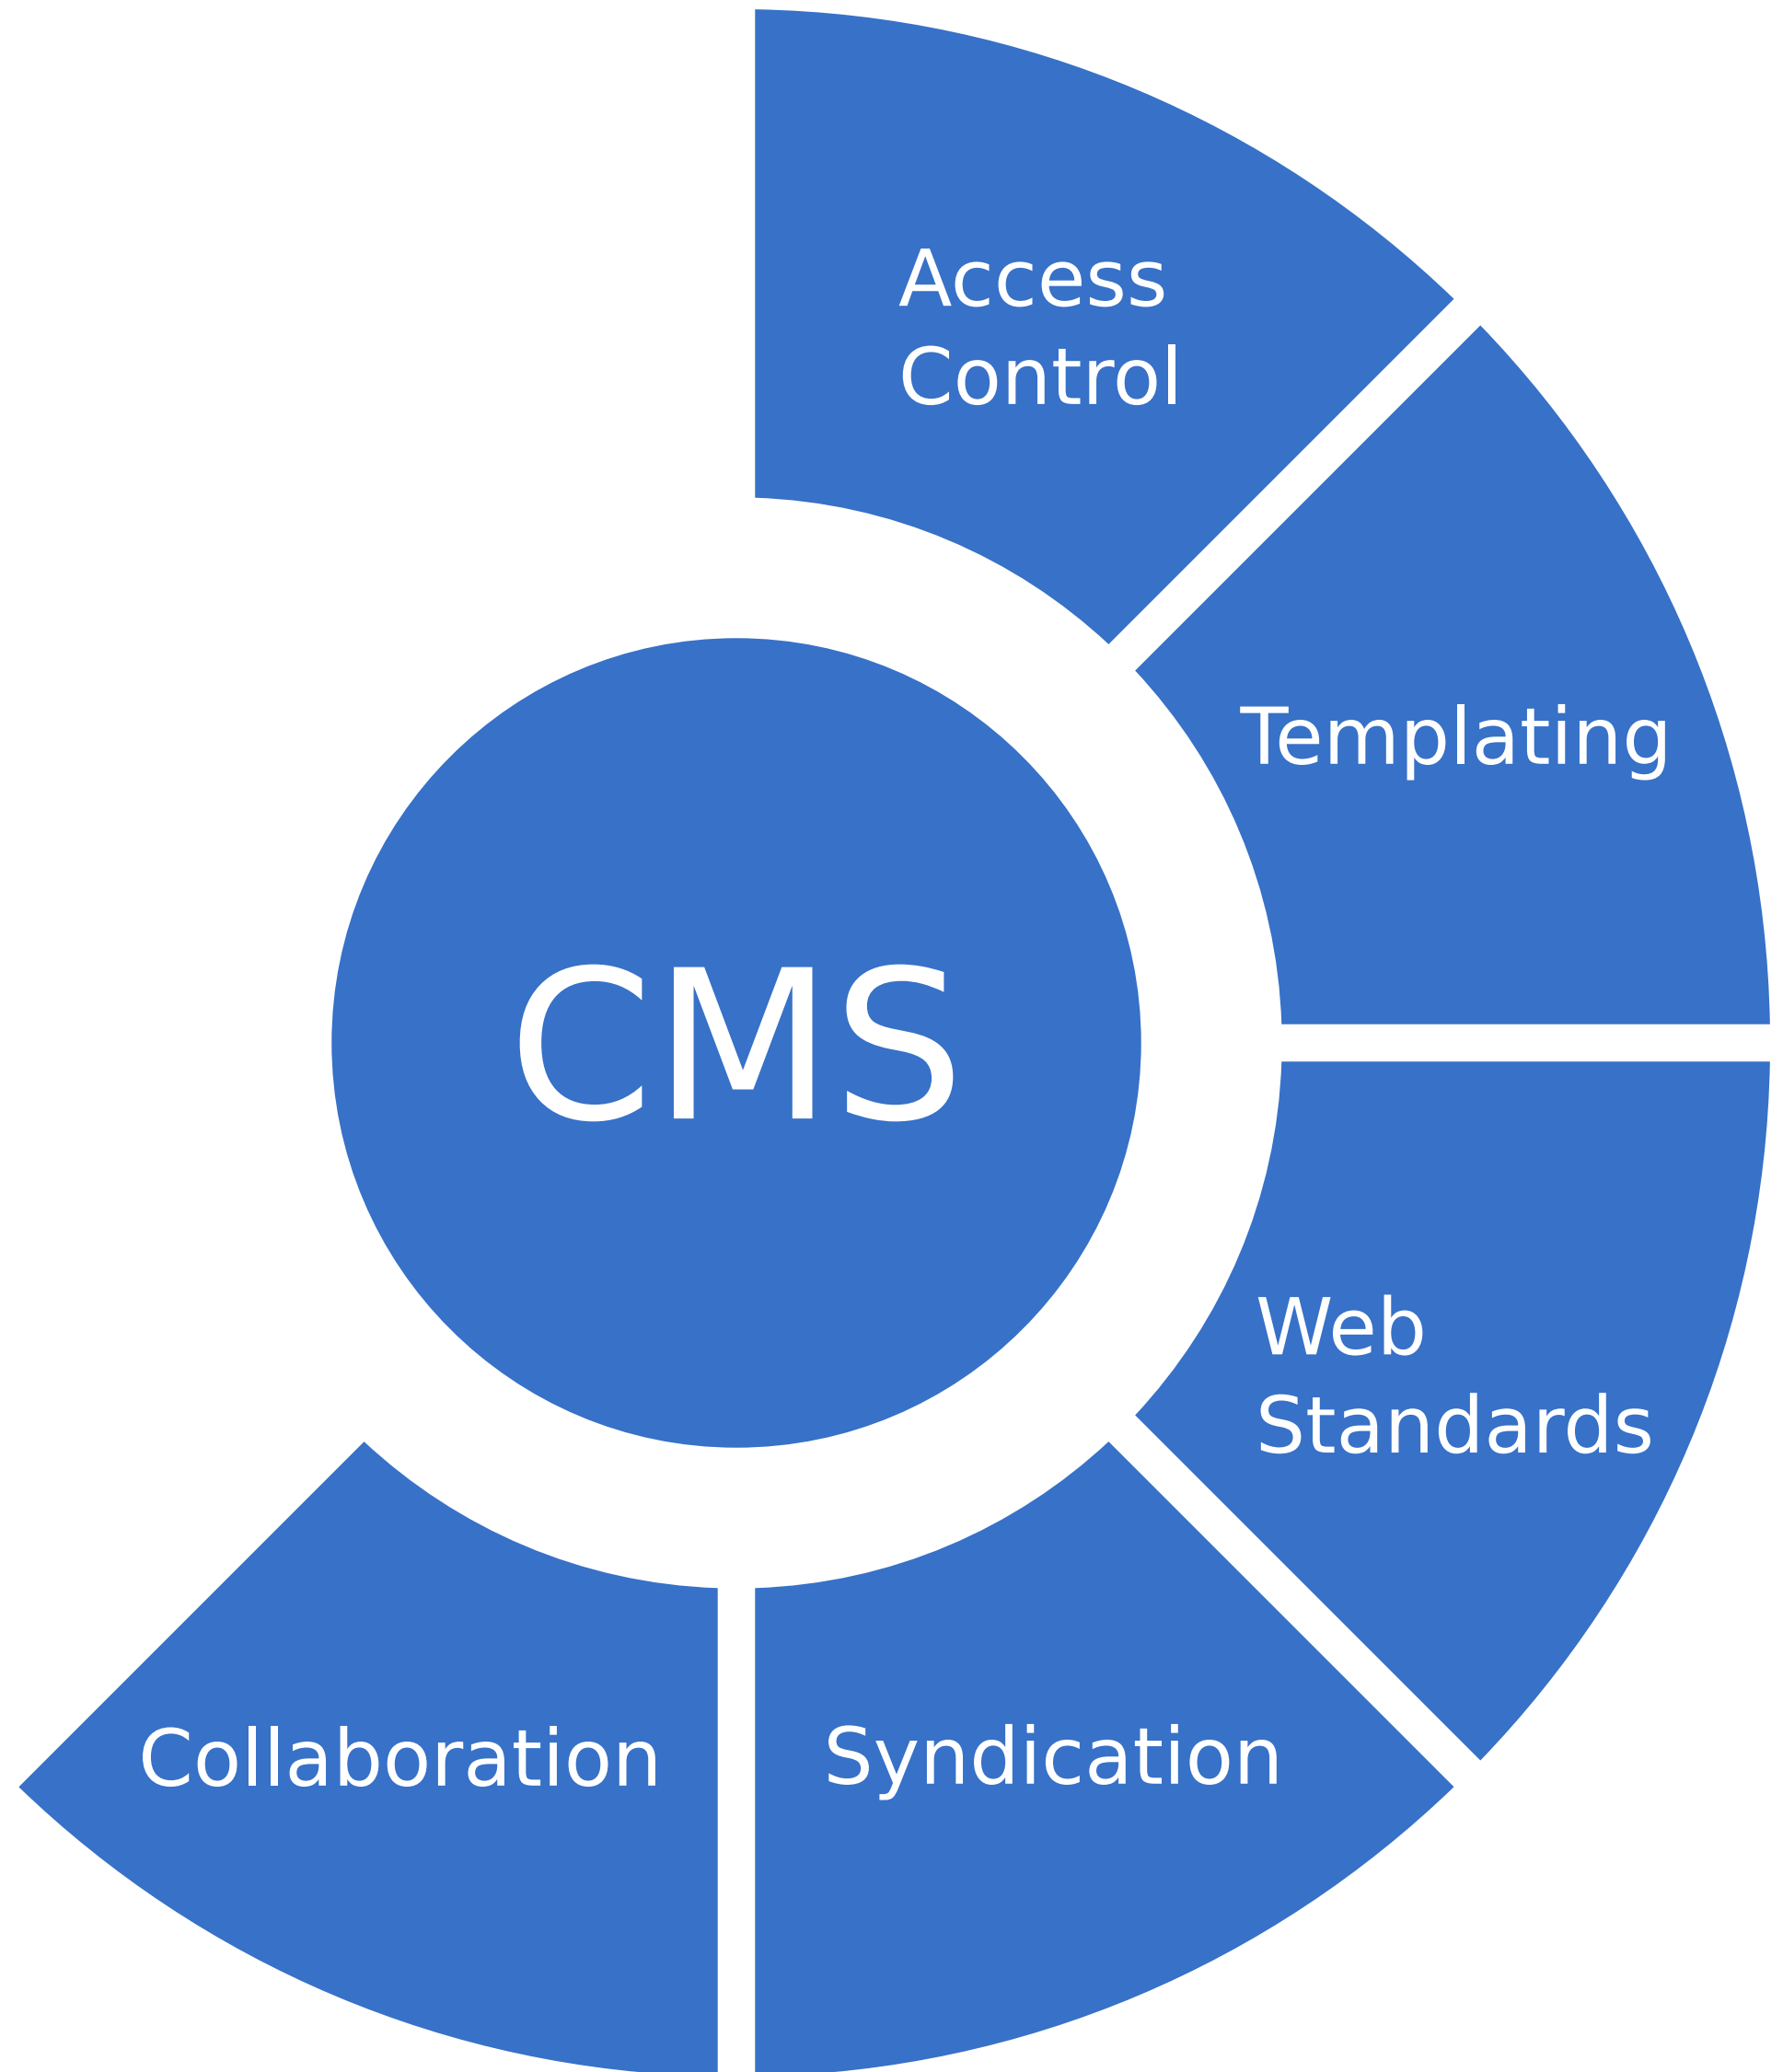 Access
Control
Templating
CMS
Web
Standards
Collaboration
Syndication